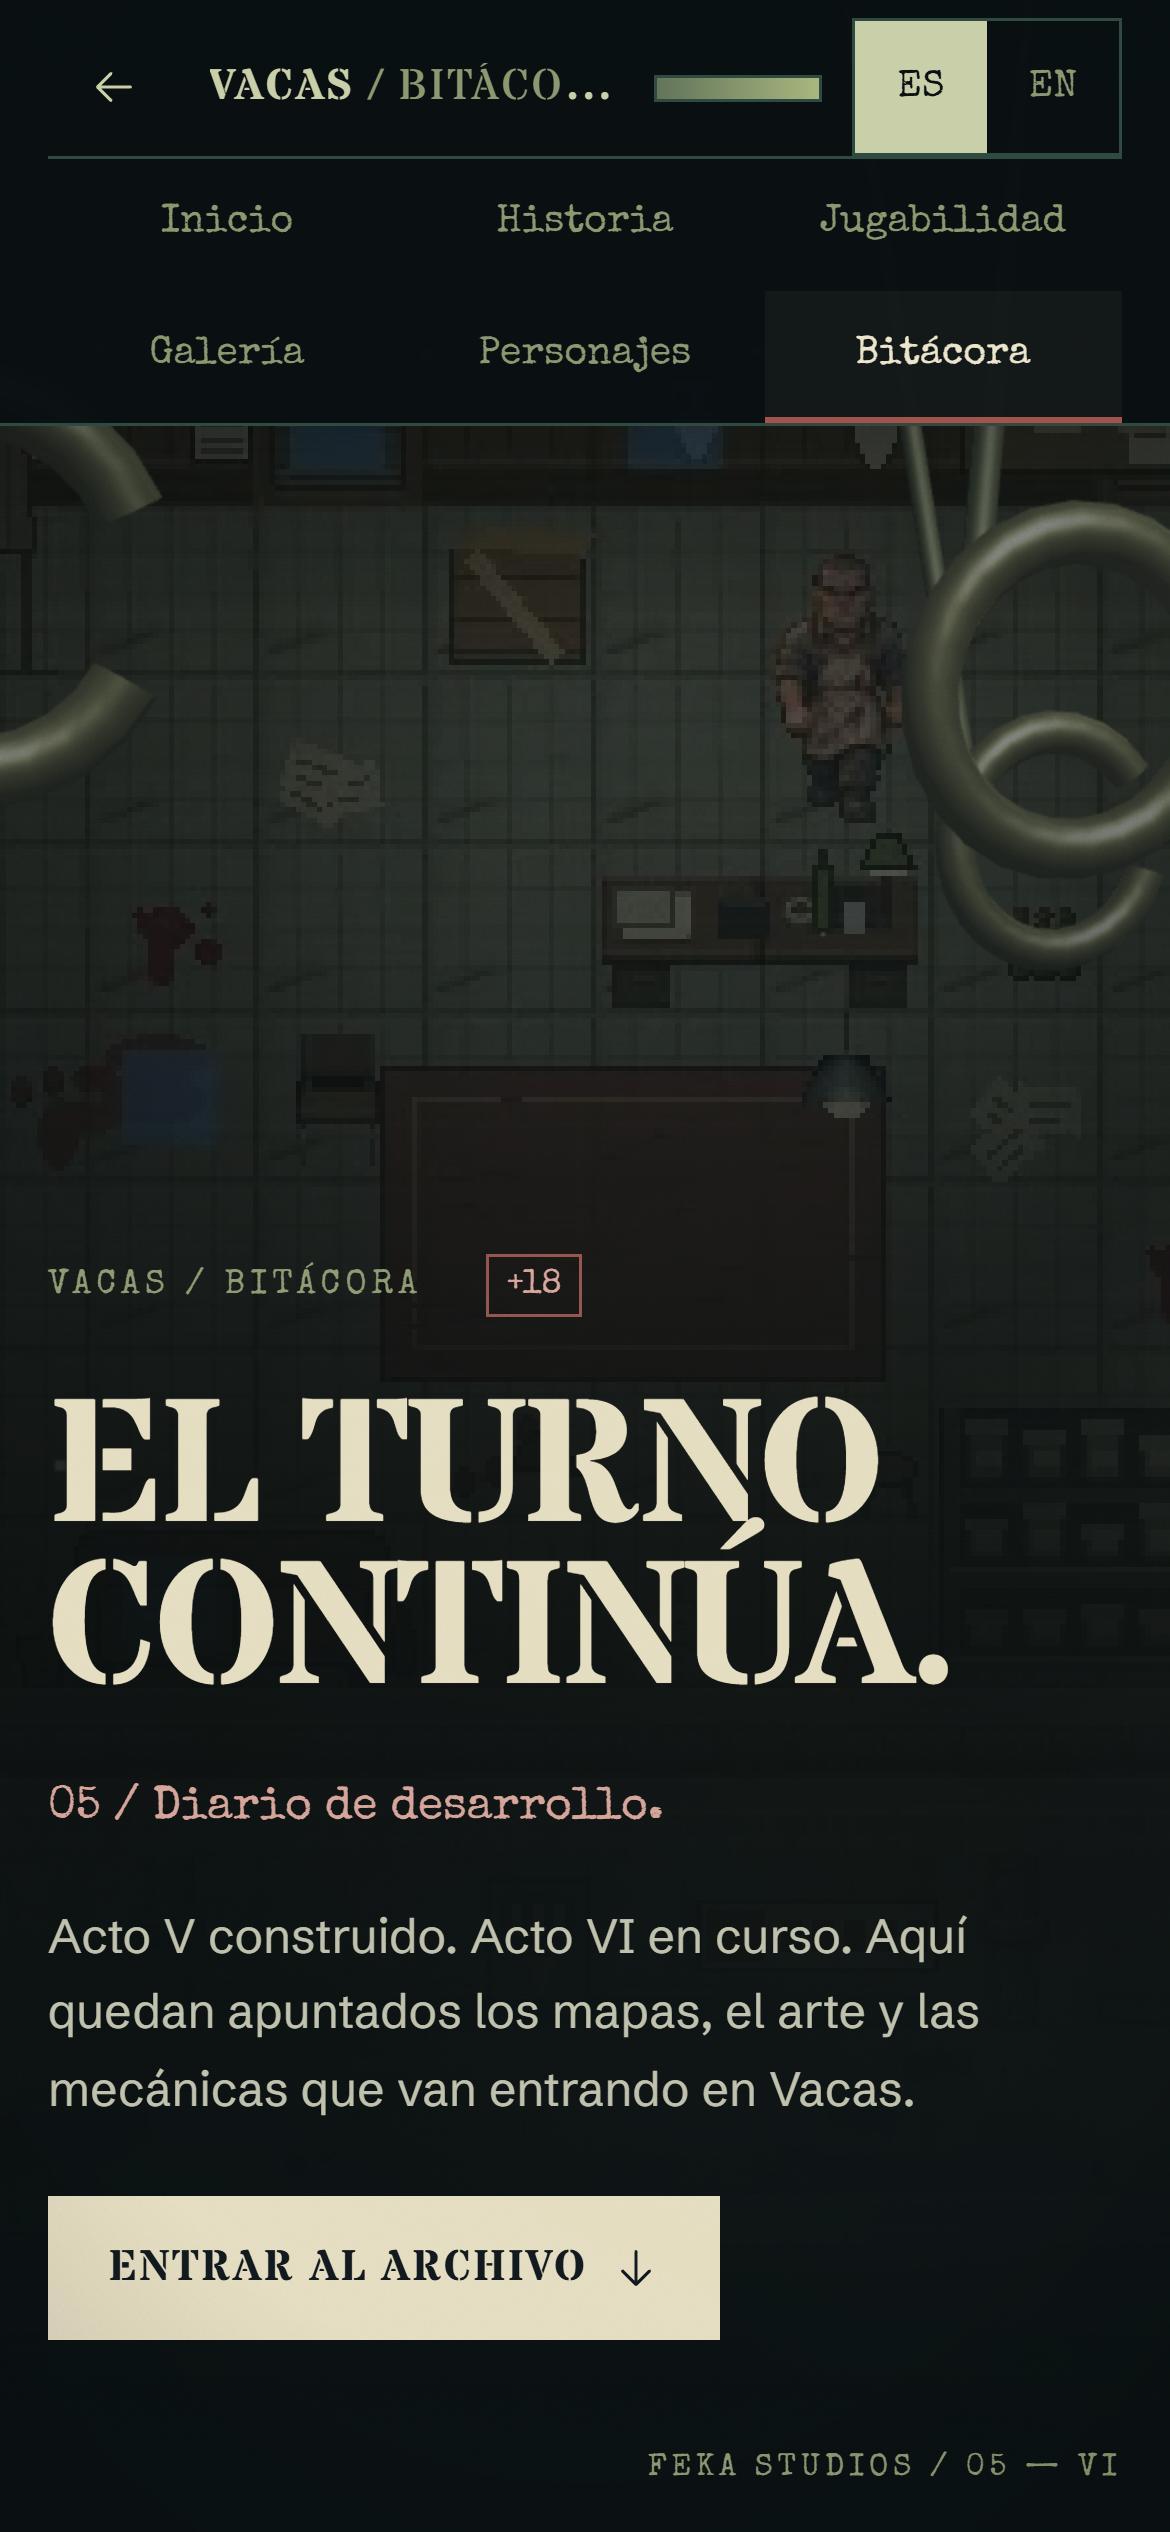 VACAS / BITÁCO...
ES
EN
Inicio
Historia
Jugabilidad
Galería
Personajes
Bitácora
VACAS / BITÁCORA
+18
EL TURNO
CONTINÚA.
05 / Diario de desarrollo.
Acto V construido. Acto VI en curso. Aquí
quedan apuntados los mapas, el arte y las
mecánicas que van entrando en Vacas.
ENTRAR AL ARCHIVO ↓
FEKA STUDIOS / 05 — VI